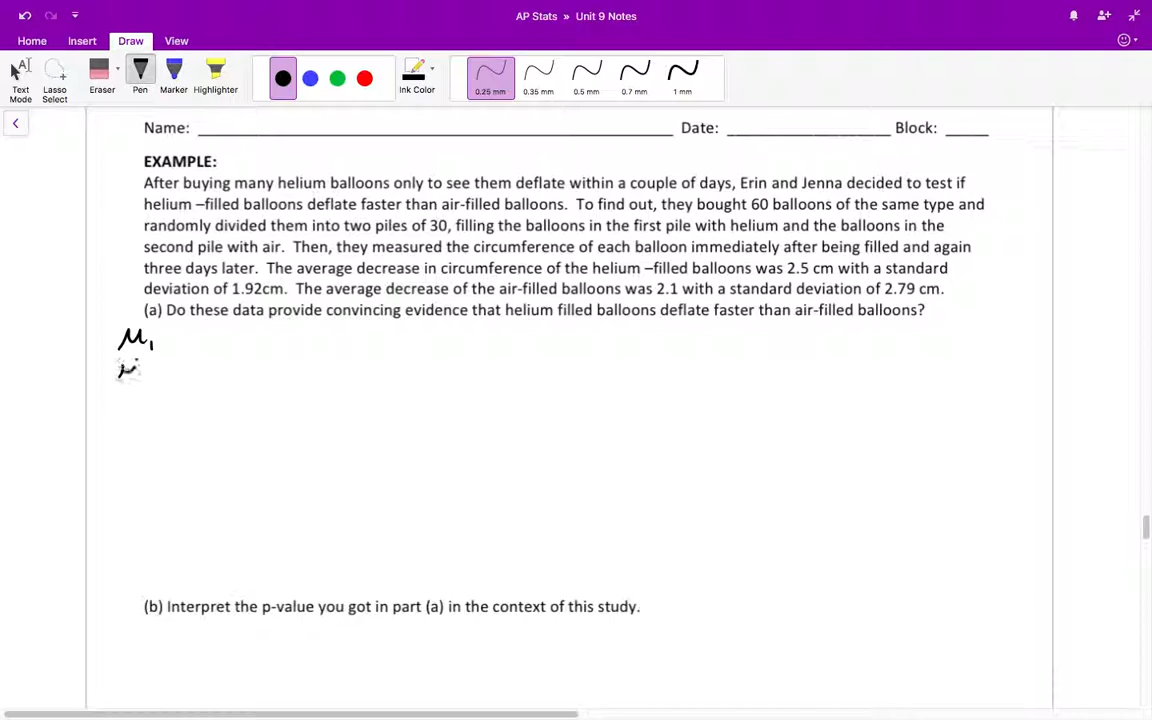 AP Stats » Unit 9 Notes
Home Insert Draw View
Text Mode
Lasso Select
Eraser
Pen
Marker
Highlighter
Ink Color
0.25 mm
0.35 mm
0.5 mm
0.7 mm
1 mm
Name: ________ Date: ________ Block: _____
EXAMPLE:
After buying many helium balloons only to see them deflate within a couple of days, Erin and Jenna decided to test if
helium –filled balloons deflate faster than air-filled balloons. To find out, they bought 60 balloons of the same type and
randomly divided them into two piles of 30, filling the balloons in the first pile with helium and the balloons in the
second pile with air. Then, they measured the circumference of each balloon immediately after being filled and again
three days later. The average decrease in circumference of the helium –filled balloons was 2.5 cm with a standard
deviation of 1.92cm. The average decrease of the air-filled balloons was 2.1 with a standard deviation of 2.79 cm.
(a) Do these data provide convincing evidence that helium filled balloons deflate faster than air-filled balloons?
μ₁
μ
(b) Interpret the p-value you got in part (a) in the context of this study.